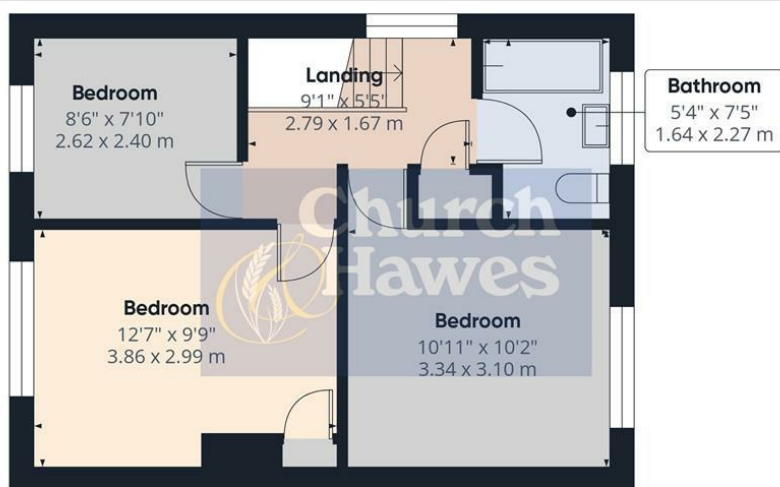 Bedroom
8'6" x 7'10"
2.62 x 2.40 m
Landing
9'1" x 5'5"
2.79 x 1.67 m
Bathroom
5'4" x 7'5"
1.64 x 2.27 m
Church
& Hawes
Bedroom
12'7" x 9'9"
3.86 x 2.99 m
Bedroom
10'11" x 10'2"
3.34 x 3.10 m